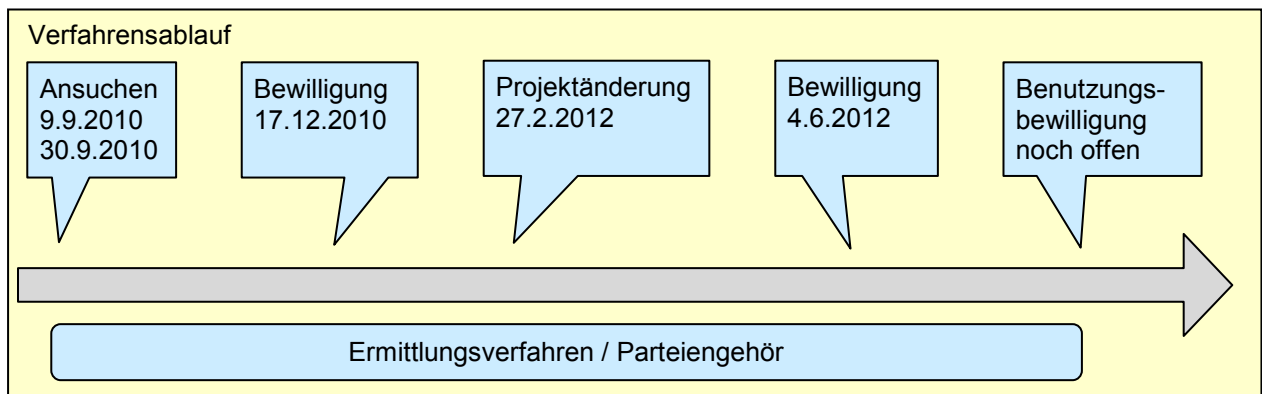 Verfahrensablauf
Ansuchen
9.9.2010
30.9.2010
Bewilligung
17.12.2010
Projektänderung
27.2.2012
Bewilligung
4.6.2012
Benutzungs-
bewilligung
noch offen
Ermittlungsverfahren / Parteiengehör